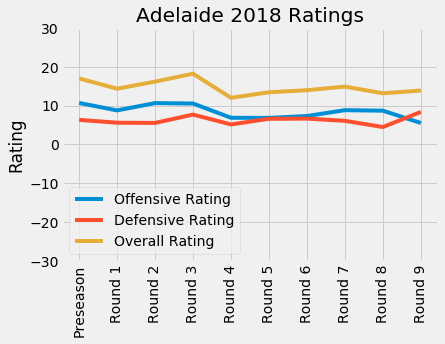 Adelaide 2018 Ratings
Rating
30
20
10
0
−10
−20
−30
Offensive Rating
Defensive Rating
Overall Rating
Preseason
Round 1
Round 2
Round 3
Round 4
Round 5
Round 6
Round 7
Round 8
Round 9